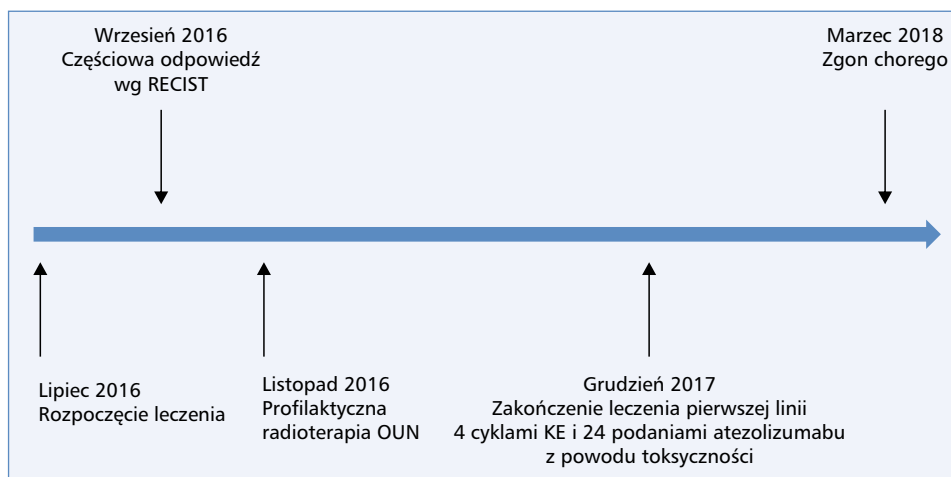 Wrzesień 2016
Częściowa odpowiedź
wg RECIST
Marzec 2018
Zgon chorego
Lipiec 2016
Rozpoczęcie leczenia
Listopad 2016
Profilaktyczna
radioterapia OUN
Grudzień 2017
Zakończenie leczenia pierwszej linii
4 cyklami KE i 24 podaniami atezolizumabu
z powodu toksyczności